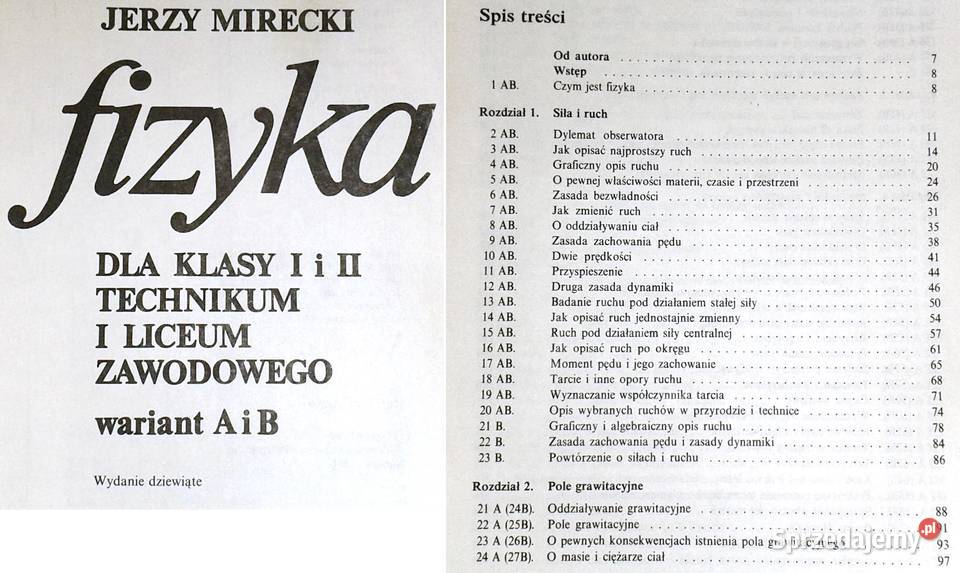 JERZY MIRECKI
fizyka
DLA KLASY I i II
TECHNIKUM
I LICEUM
ZAWODOWEGO
wariant A i B
Wydanie dziewiąte
Spis treści
Od autora . . . . . . . . . . 7
Wstęp . . . . . . . . . . 8
1 AB. Czym jest fizyka . . . . . . . . . . 8
Rozdział 1. Siła i ruch
2 AB. Dylemat obserwatora . . . . . . . . . . 11
3 AB. Jak opisać najprostszy ruch . . . . . . . . . . 14
4 AB. Graficzny opis ruchu . . . . . . . . . . 20
5 AB. O pewnej właściwości materii, czasie i przestrzeni . . . . . . . . . . 24
6 AB. Zasada bezwładności . . . . . . . . . . 26
7 AB. Jak zmienić ruch . . . . . . . . . . 31
8 AB. O oddziaływaniu ciał . . . . . . . . . . 35
9 AB. Zasada zachowania pędu . . . . . . . . . . 38
10 AB. Dwie prędkości . . . . . . . . . . 41
11 AB. Przyspieszenie . . . . . . . . . . 44
12 AB. Druga zasada dynamiki . . . . . . . . . . 46
13 AB. Badanie ruchu pod działaniem stałej siły . . . . . . . . . . 50
14 AB. Jak opisać ruch jednostajnie zmienny . . . . . . . . . . 54
15 AB. Ruch pod działaniem siły centralnej . . . . . . . . . . 57
16 AB. Jak opisać ruch po okręgu . . . . . . . . . . 61
17 AB. Moment pędu i jego zachowanie . . . . . . . . . . 65
18 AB. Tarcie i inne opory ruchu . . . . . . . . . . 68
19 AB. Wyznaczanie współczynnika tarcia . . . . . . . . . . 71
20 AB. Opis wybranych ruchów w przyrodzie i technice . . . . . . . . . . 74
21 B. Graficzny i algebraiczny opis ruchu . . . . . . . . . . 78
22 B. Zasada zachowania pędu i zasady dynamiki . . . . . . . . . . 84
23 B. Powtórzenie o siłach i ruchu . . . . . . . . . . 86
Rozdział 2. Pole grawitacyjne
21 A (24B). Oddziaływanie grawitacyjne . . . . . . . . . . 88
22 A (25B). Pole grawitacyjne . . . . . . . . . . 91
23 A (26B). O pewnych konsekwencjach istnienia pola grawitacyjnego 93
24 A (27B). O masie i ciężarze ciał . . . . . . . . . . 97
Sprzedajemy.pl